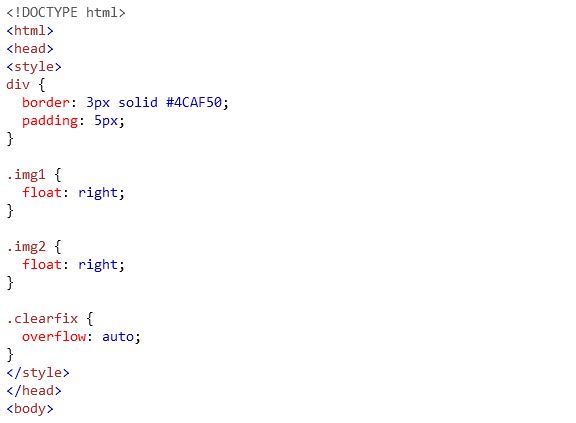 <!DOCTYPE html>
<html>
<head>
<style>
div {
  border: 3px solid #4CAF50;
  padding: 5px;
}

.img1 {
  float: right;
}

.img2 {
  float: right;
}

.clearfix {
  overflow: auto;
}
</style>
</head>
<body>